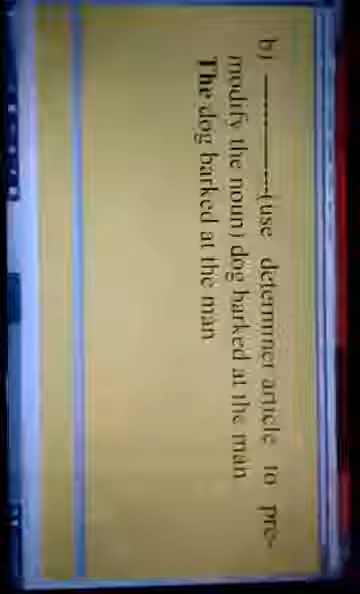 b) ------------(use determiner article to pre-
modify the noun) dog barked at the man
The dog barked at the man